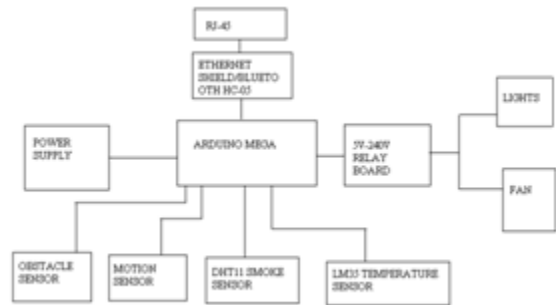 RJ-45
ETHERNET
SHIELD/BLUETO
OTH HC-05
POWER
SUPPLY
ARDUINO MEGA
5V-240V
RELAY
BOARD
LIGHTS
FAN
OBSTACLE
SENSOR
MOTION
SENSOR
DHT11 SMOKE
SENSOR
LM35 TEMPERATURE
SENSOR